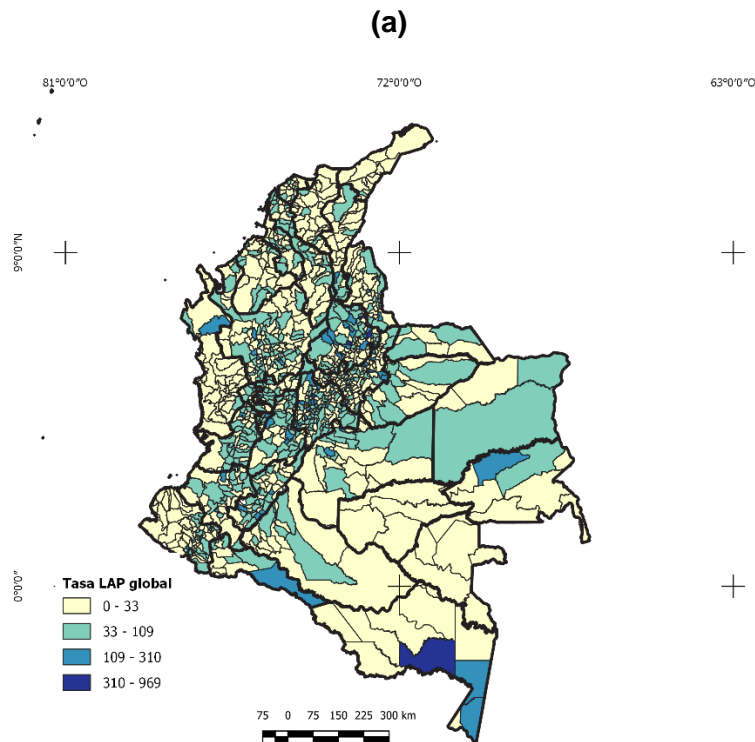 (a)
81°0'0"O 72°0'0"O 63°0'0"O
9°0'0"N
0°0'0"
Tasa LAP global
0 - 33
33 - 109
109 - 310
310 - 969
75 0 75 150 225 300 km